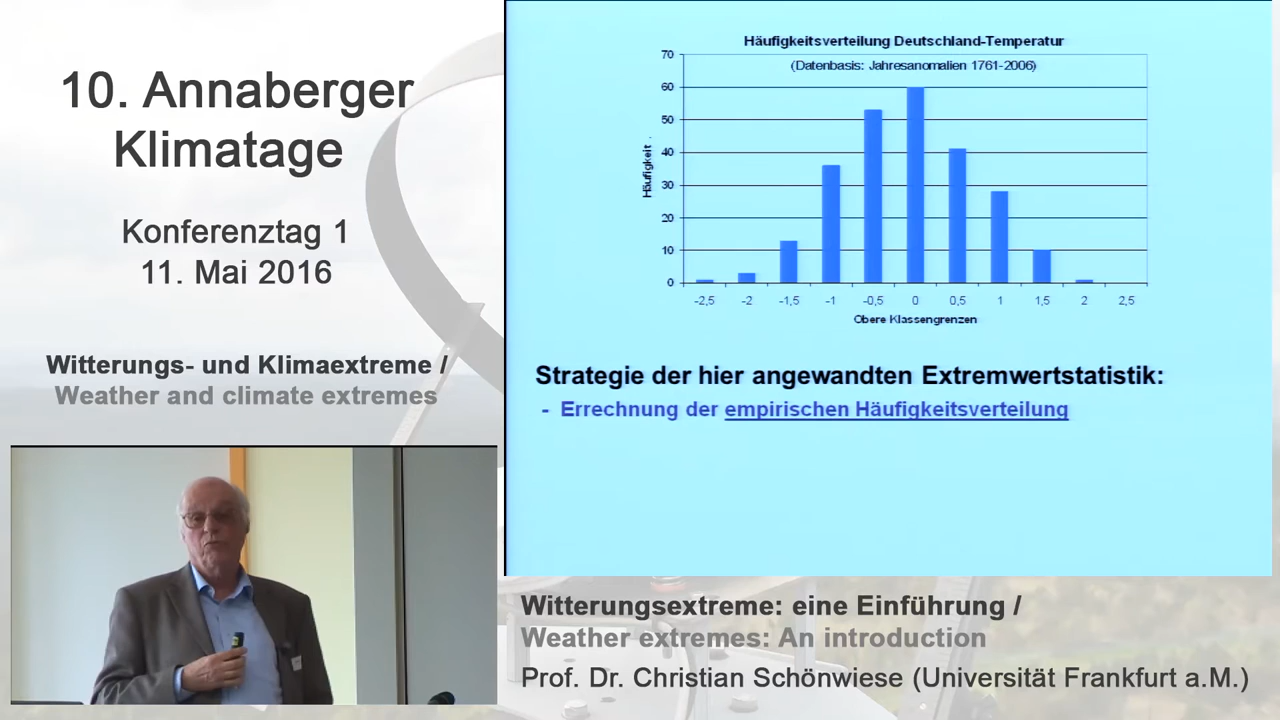 10. Annaberger
Klimatage
Konferenztag 1
11. Mai 2016
Witterungs- und Klimaextreme /
Weather and climate extremes
Häufigkeitsverteilung Deutschland-Temperatur
(Datenbasis: Jahresanomalien 1761-2006)
Häufigkeit
70
60
50
40
30
20
10
0
-2,5 -2 -1,5 -1 -0,5 0 0,5 1 1,5 2 2,5
Obere Klassengrenzen
Strategie der hier angewandten Extremwertstatistik:
- Errechnung der empirischen Häufigkeitsverteilung
Witterungsextreme: eine Einführung /
Weather extremes: An introduction
Prof. Dr. Christian Schönwiese (Universität Frankfurt a.M.)